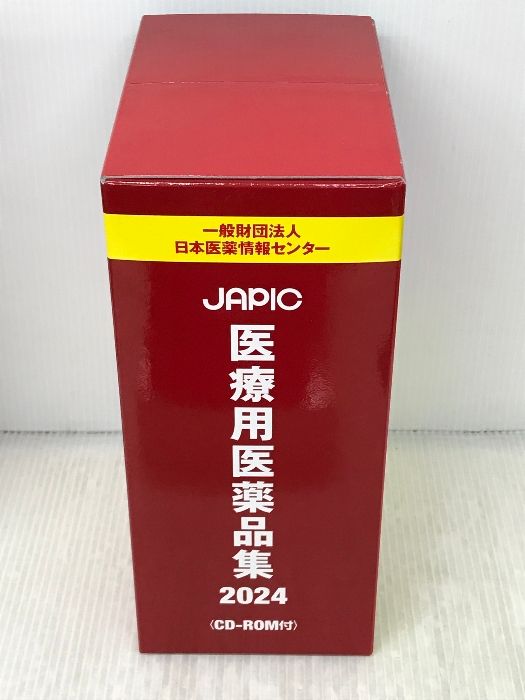 一般財団法人
日本医薬情報センター
JAPIC
医療用医薬品集
2024
〈CD-ROM付〉